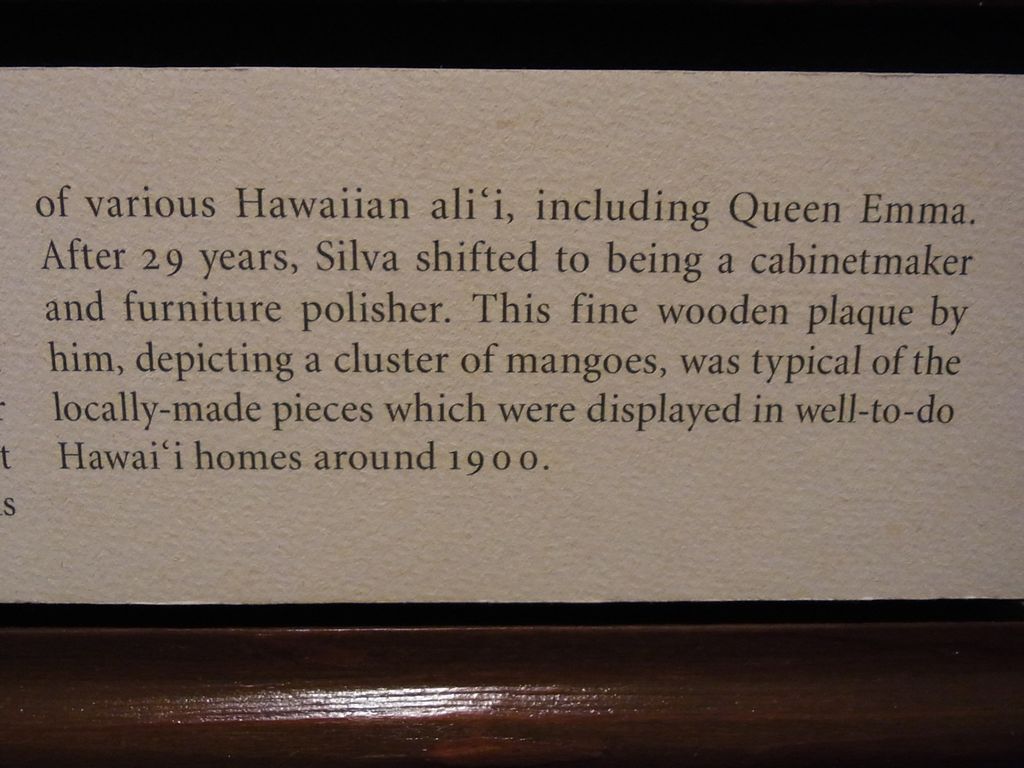 of various Hawaiian ali‘i, including Queen Emma.
After 29 years, Silva shifted to being a cabinetmaker
and furniture polisher. This fine wooden plaque by
him, depicting a cluster of mangoes, was typical of the
locally-made pieces which were displayed in well-to-do
Hawai‘i homes around 1900.